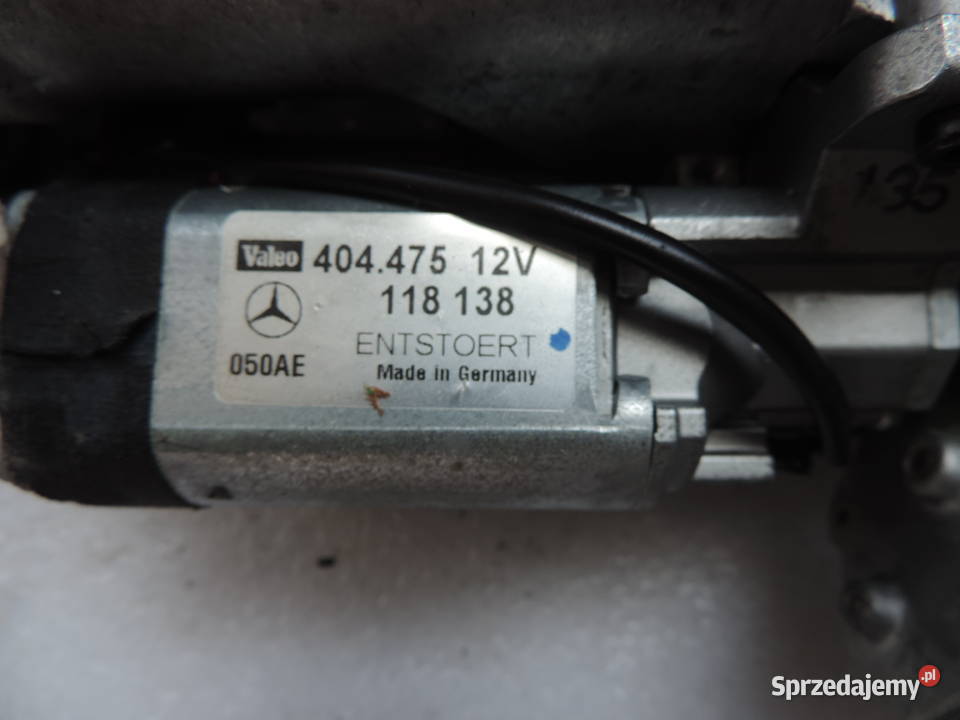 Valeo 404.475 12V
118 138
ENTSTOERT
050AE
Made in Germany
135
Sprzedajemy.pl